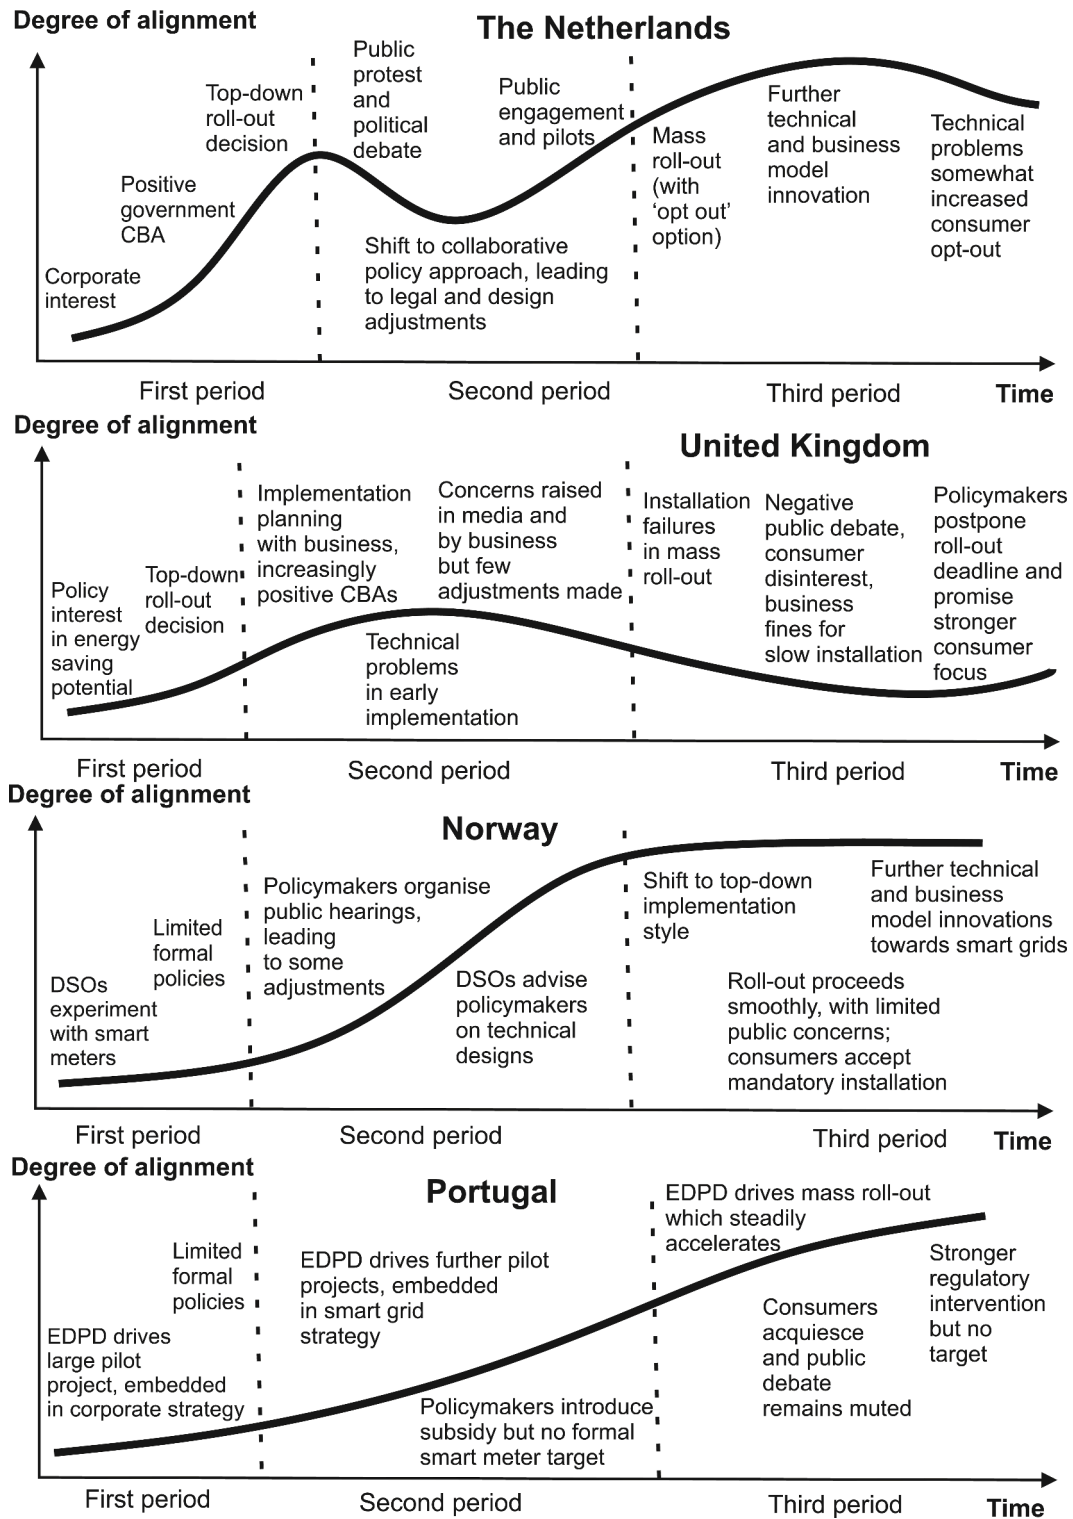 Degree of alignment
The Netherlands
Corporate
interest
Positive
government
CBA
Top-down
roll-out
decision
Public
protest
and
political
debate
Shift to collaborative
policy approach, leading
to legal and design
adjustments
Public
engagement
and pilots
Mass
roll-out
(with
‘opt out’
option)
Further
technical
and business
model
innovation
Technical
problems
somewhat
increased
consumer
opt-out
First period
Second period
Third period
Time
Degree of alignment
United Kingdom
Policy
interest
in energy
saving
potential
Top-down
roll-out
decision
Implementation
planning
with business,
increasingly
positive CBAs
Technical
problems
in early
implementation
Concerns raised
in media and
by business
but few
adjustments made
Installation
failures
in mass
roll-out
Negative
public debate,
consumer
disinterest,
business
fines for
slow installation
Policymakers
postpone
roll-out
deadline and
promise
stronger
consumer
focus
First period
Second period
Third period
Time
Degree of alignment
Norway
DSOs
experiment
with smart
meters
Limited
formal
policies
Policymakers organise
public hearings,
leading
to some
adjustments
DSOs advise
policymakers
on technical
designs
Shift to top-down
implementation
style
Roll-out proceeds
smoothly, with limited
public concerns;
consumers accept
mandatory installation
Further technical
and business
model innovations
towards smart grids
First period
Second period
Third period
Time
Degree of alignment
Portugal
EDPD drives
large pilot
project, embedded
in corporate strategy
Limited
formal
policies
EDPD drives further pilot
projects, embedded
in smart grid
strategy
Policymakers introduce
subsidy but no formal
smart meter target
EDPD drives mass roll-out
which steadily
accelerates
Consumers
acquiesce
and public
debate
remains muted
Stronger
regulatory
intervention
but no
target
First period
Second period
Third period
Time